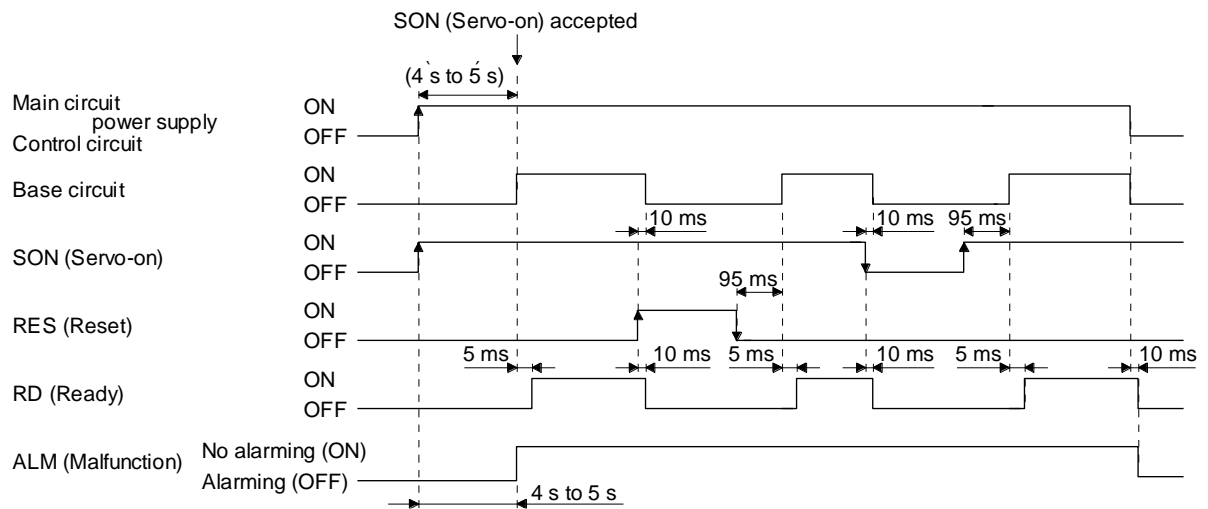 SON (Servo-on) accepted
(4 s to 5 s)
Main circuit
power supply
Control circuit
ON
OFF
Base circuit
ON
OFF
10 ms
10 ms
95 ms
SON (Servo-on)
ON
OFF
95 ms
RES (Reset)
ON
OFF
5 ms
10 ms
5 ms
10 ms
5 ms
10 ms
RD (Ready)
ON
OFF
ALM (Malfunction)
No alarming (ON)
Alarming (OFF)
4 s to 5 s